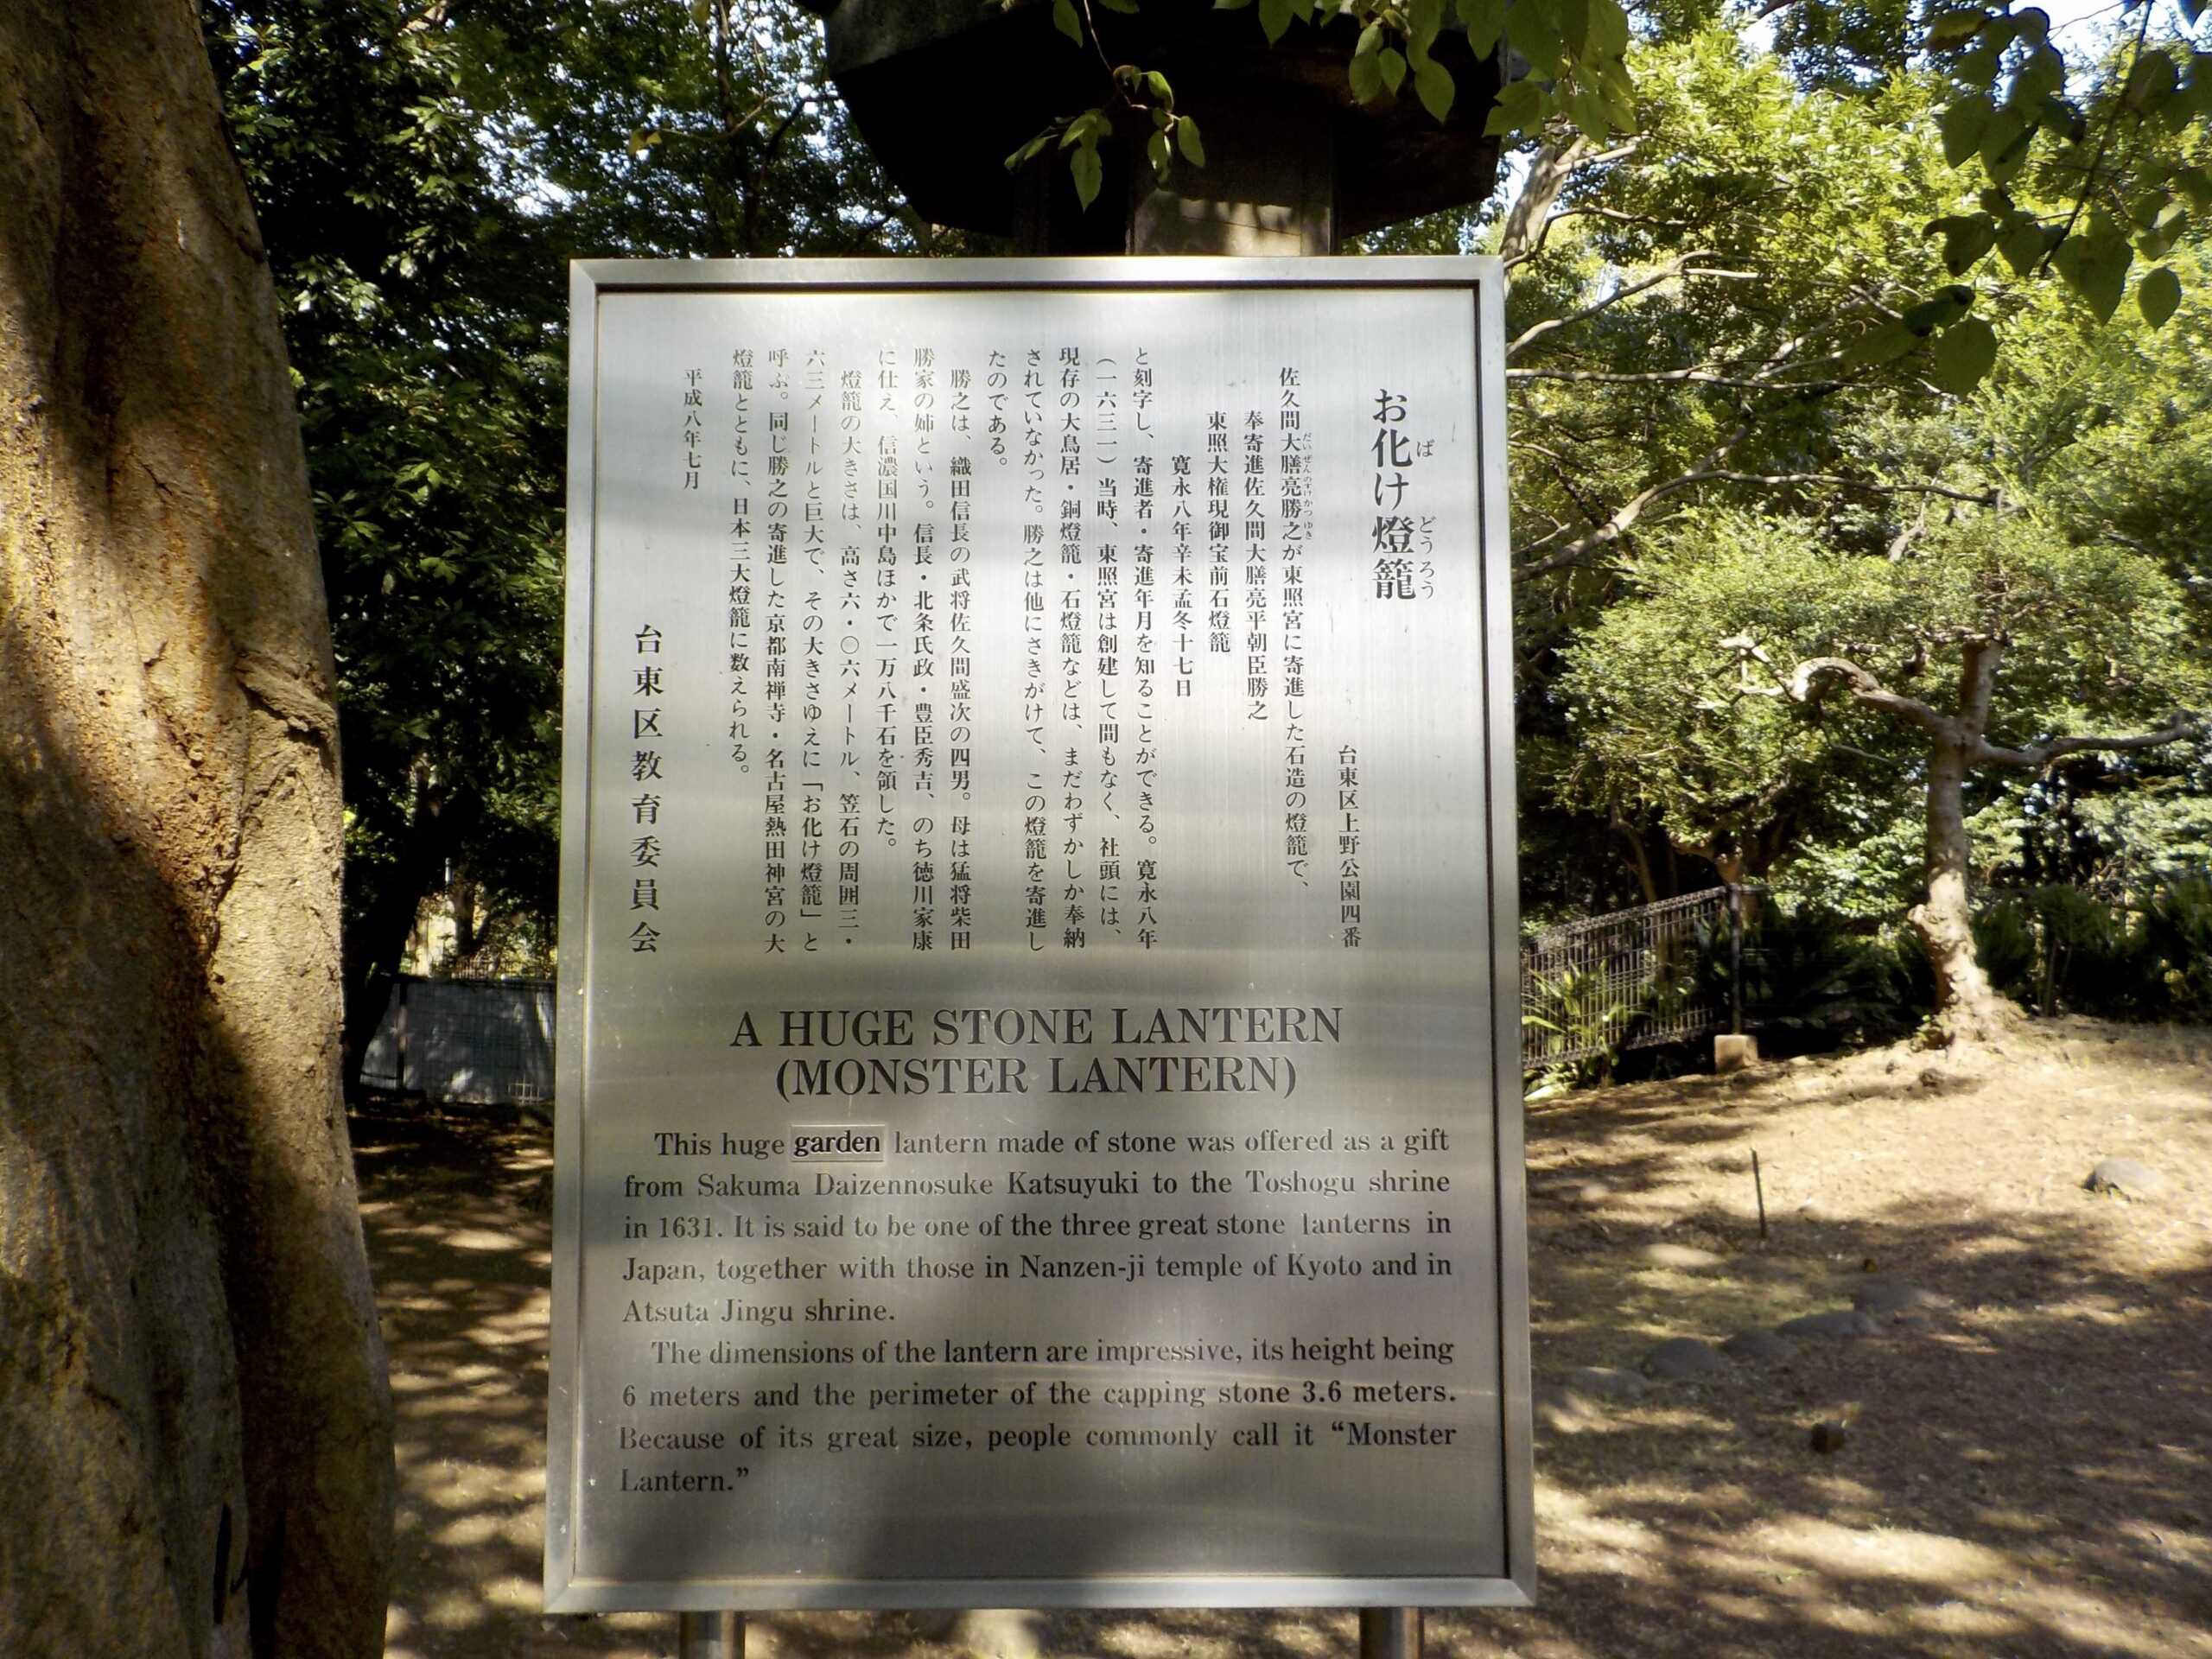 お化け燈籠
ば
どうろう
台東区上野公園四番
佐久間大膳亮勝之が東照宮に寄進した石造の燈籠で、
だいぜんのすけかつゆき
奉寄進佐久間大膳亮平朝臣勝之
東照大権現御宝前石燈籠
寛永八年辛未孟冬十七日
と刻字し、寄進者・寄進年月を知ることができる。寛永八年
(一六三一)当時、東照宮は創建して間もなく、社頭には、
現存の大鳥居・銅燈籠・石燈籠などは、まだわずかしか奉納
されていなかった。勝之は他にさきがけて、この燈籠を寄進し
たのである。
勝之は、織田信長の武将佐久間盛次の四男。母は猛将柴田
勝家の姉という。信長・北条氏政・豊臣秀吉、のち徳川家康
に仕え、信濃国川中島ほかで一万八千石を領した。
燈籠の大きさは、高さ六・〇六メートル、笠石の周囲三・
六三メートルと巨大で、その大きさゆえに「お化け燈籠」と
呼ぶ。同じ勝之の寄進した京都南禅寺・名古屋熱田神宮の大
燈籠とともに、日本三大燈籠に数えられる。
平成八年七月
台東区教育委員会
A HUGE STONE LANTERN
(MONSTER LANTERN)
This huge garden lantern made of stone was offered as a gift
from Sakuma Daizennosuke Katsuyuki to the Toshogu shrine
in 1631. It is said to be one of the three great stone lanterns in
Japan, together with those in Nanzen-ji temple of Kyoto and in
Atsuta Jingu shrine.
The dimensions of the lantern are impressive, its height being
6 meters and the perimeter of the capping stone 3.6 meters.
Because of its great size, people commonly call it “Monster
Lantern.”